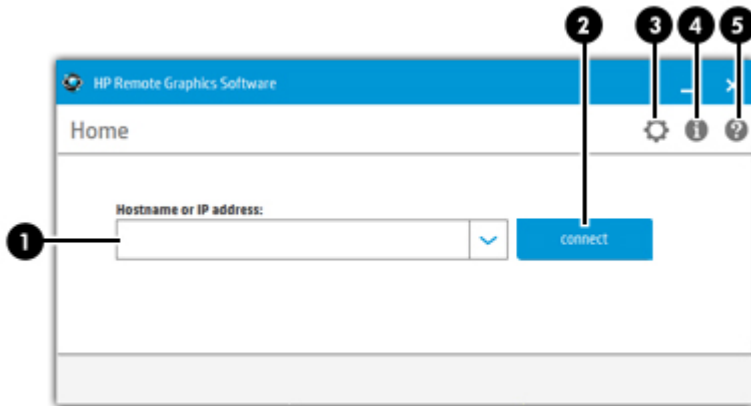 2 3 4 5
HP Remote Graphics Software
Home
Hostname or IP address:
1
connect